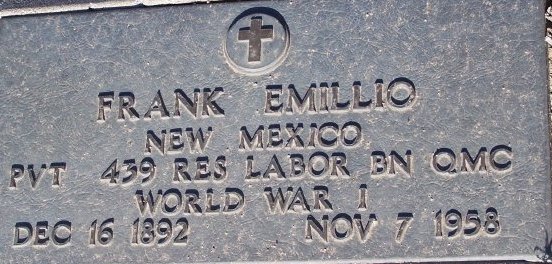 FRANK EMILLIO
NEW MEXICO
PVT 439 RES LABOR BN QMC
WORLD WAR I
DEC 16 1892 NOV 7 1958